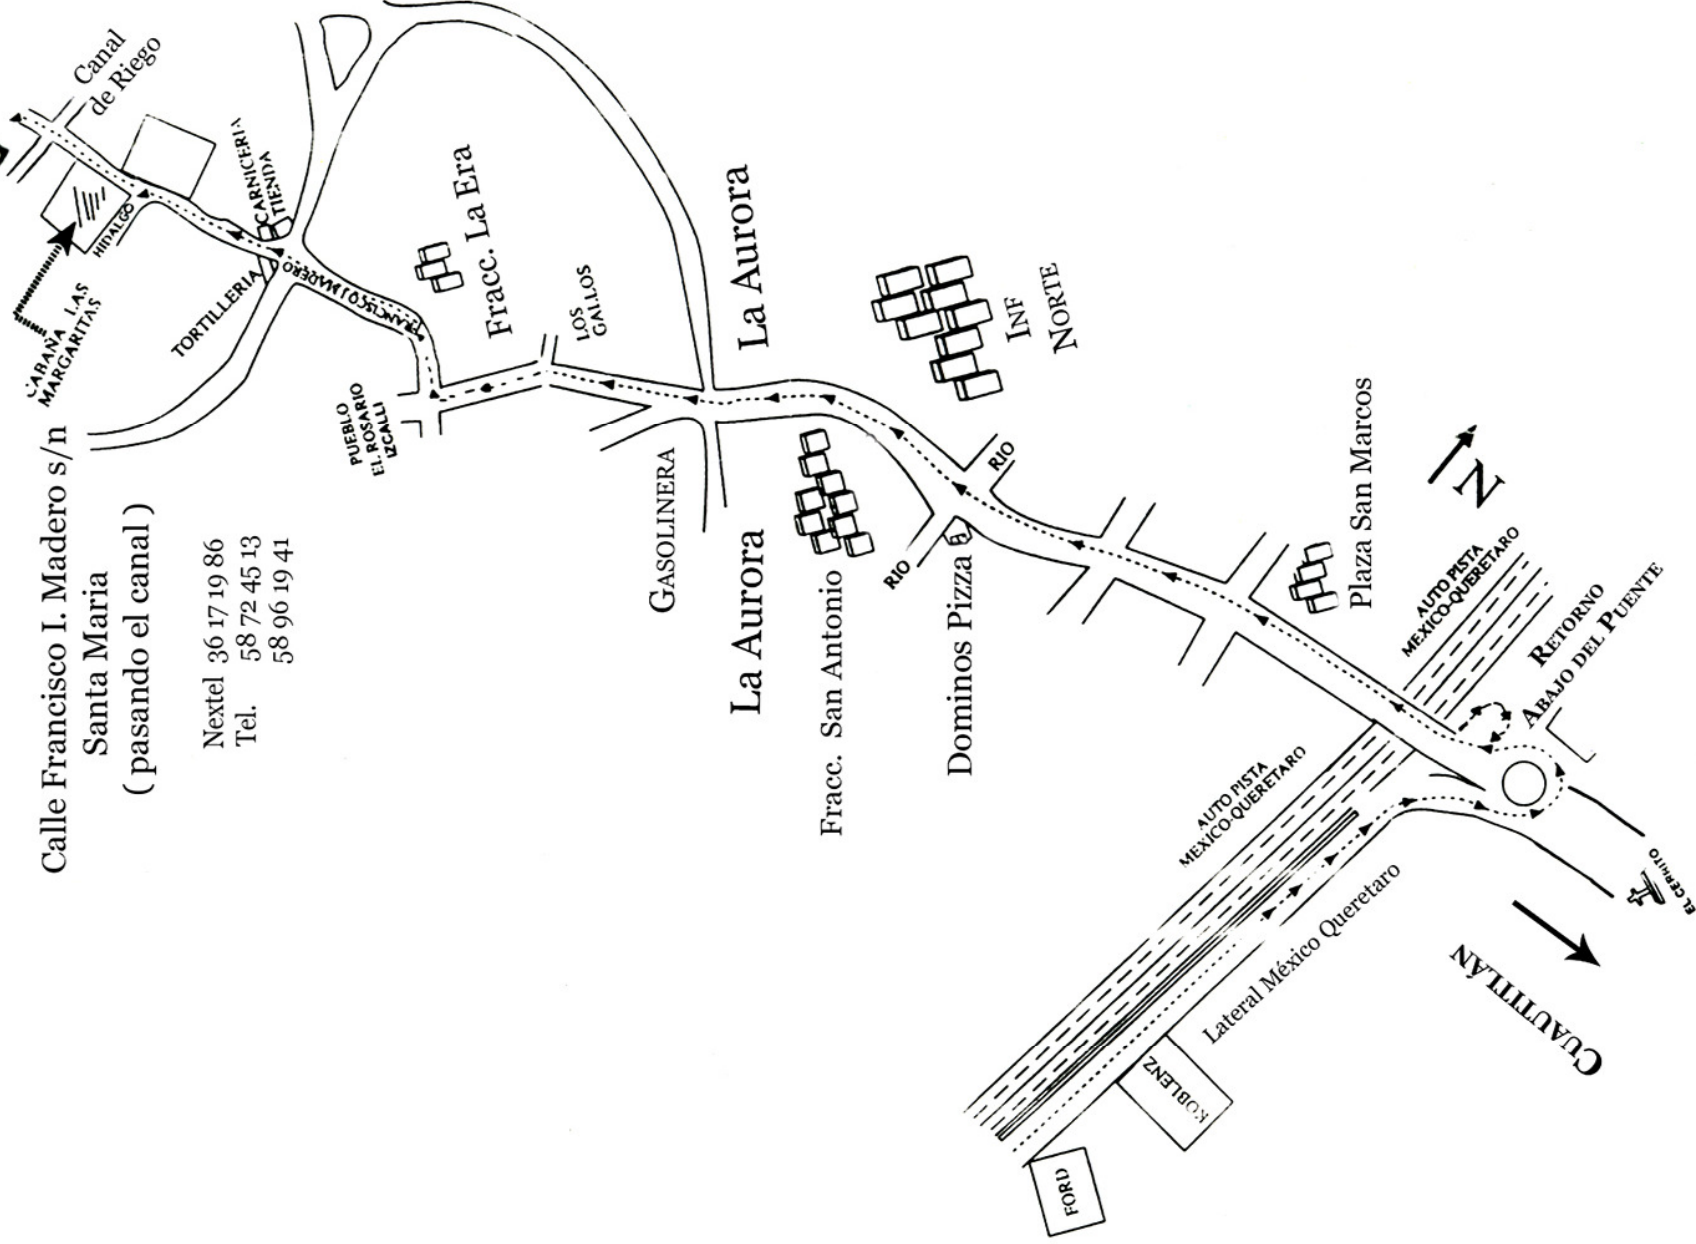 Calle Francisco I. Madero s/n
Santa Maria
( pasando el canal )
Nextel 36 17 19 86
Tel. 58 72 45 13
58 96 19 41
Canal
de Riego
CABAÑA LAS
MARGARITAS
HIDALGO
CARNICERIA
TIENDA
TORTILLERIA
FRANCISCO I MADERO
Fracc. La Era
PUEBLO
EL ROSARIO
IZCALLI
LOS
GALLOS
GASOLINERA
La Aurora
La Aurora
INF
NORTE
Fracc. San Antonio
RIO
RIO
Dominos Pizza
Plaza San Marcos
N
AUTO PISTA
MEXICO-QUERETARO
AUTO PISTA
MEXICO-QUERETARO
RETORNO
ABAJO DEL PUENTE
Lateral México Queretaro
EL CERRITO
CUAUTITLÁN
KOBLENZ
FORD